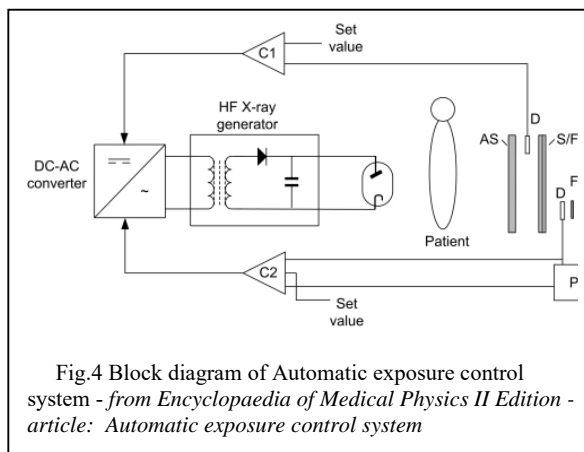 C1
Set
value
HF X-ray
generator
D
AS
S/F
DC-AC
converter
~
D
F
Patient
P
C2
Set
value
Fig.4 Block diagram of Automatic exposure control
system - from Encyclopaedia of Medical Physics II Edition -
article: Automatic exposure control system